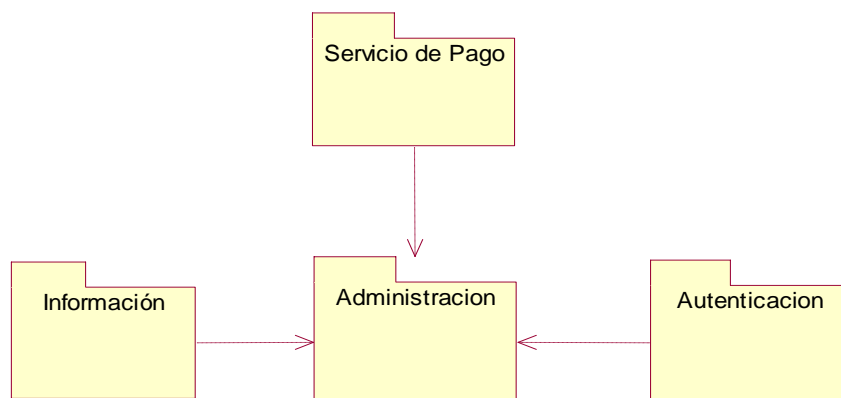 Servicio de Pago
Información
Administracion
Autenticacion